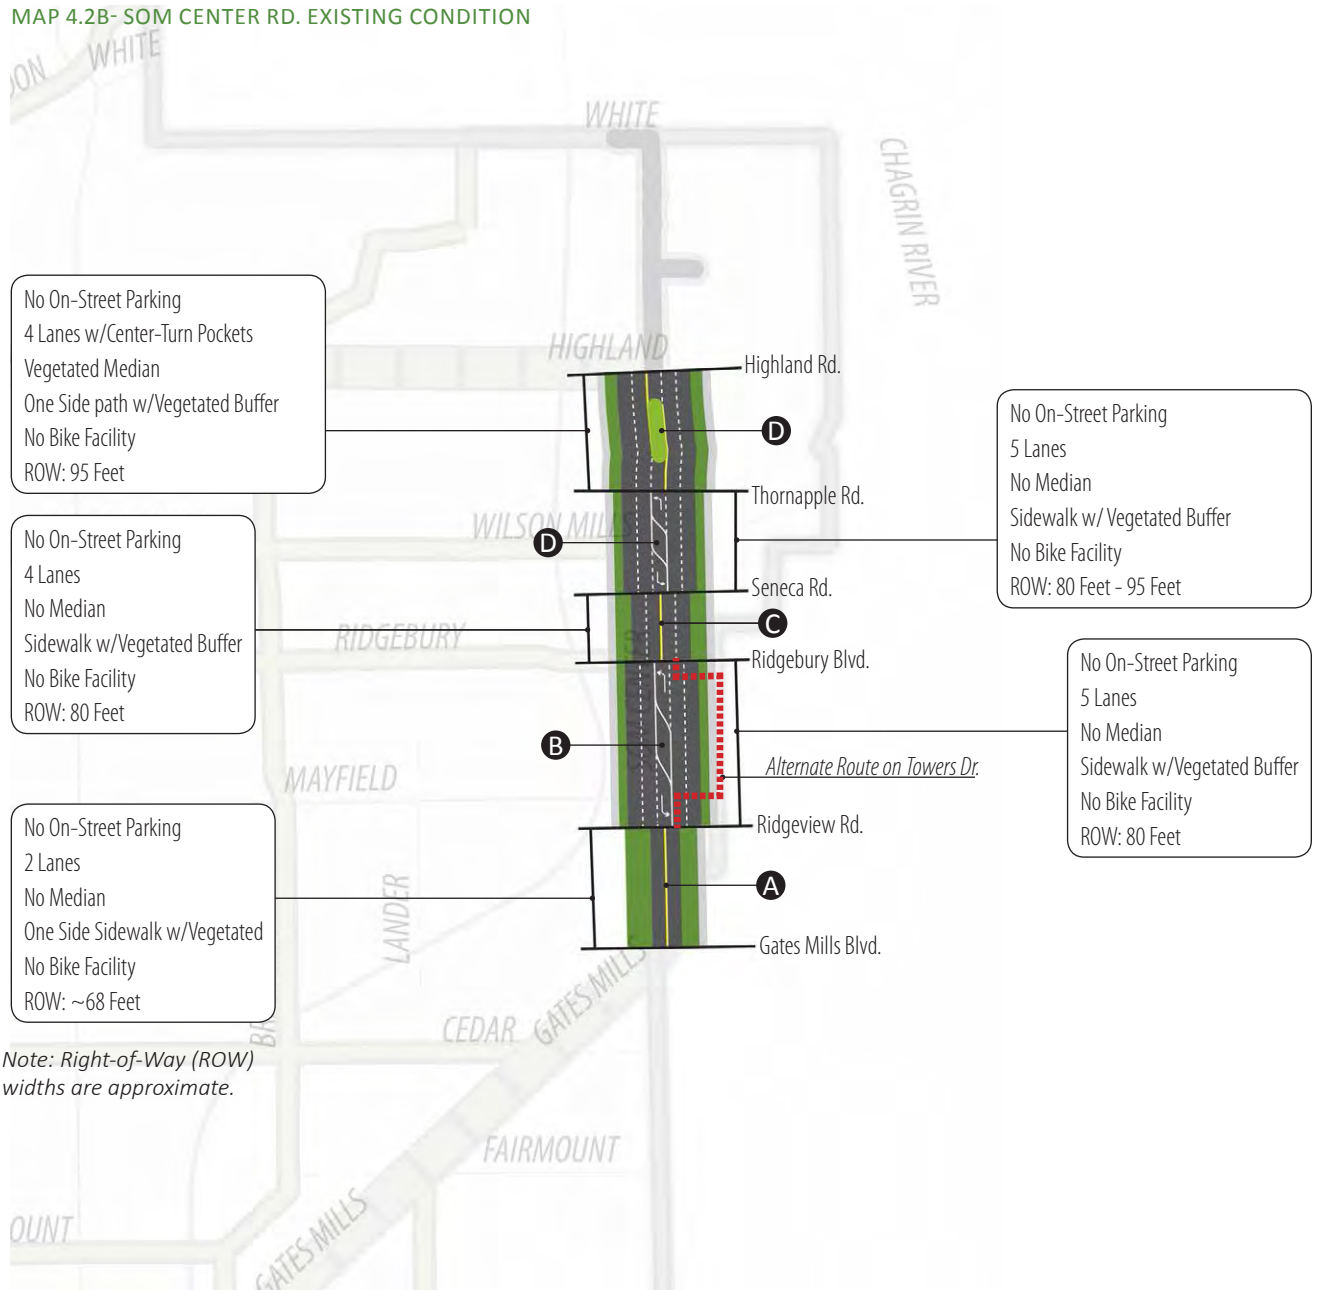 MAP 4.2B- SOM CENTER RD. EXISTING CONDITION
WHITE
WHITE
CHAGRIN RIVER
No On-Street Parking
4 Lanes w/Center-Turn Pockets
Vegetated Median
One Side path w/Vegetated Buffer
No Bike Facility
ROW: 95 Feet
HIGHLAND
Highland Rd.
D
Thornapple Rd.
No On-Street Parking
5 Lanes
No Median
Sidewalk w/ Vegetated Buffer
No Bike Facility
ROW: 80 Feet - 95 Feet
WILSON MILLS
D
Seneca Rd.
No On-Street Parking
4 Lanes
No Median
Sidewalk w/Vegetated Buffer
No Bike Facility
ROW: 80 Feet
RIDGEBURY
C
Ridgebury Blvd.
No On-Street Parking
5 Lanes
No Median
Sidewalk w/Vegetated Buffer
No Bike Facility
ROW: 80 Feet
B
Alternate Route on Towers Dr.
MAYFIELD
Ridgeview Rd.
No On-Street Parking
2 Lanes
No Median
One Side Sidewalk w/Vegetated
No Bike Facility
ROW: ~68 Feet
LANDER
A
Gates Mills Blvd.
GATES MILLS
CEDAR
Note: Right-of-Way (ROW)
widths are approximate.
FAIRMOUNT
OUNT
GATES MILLS